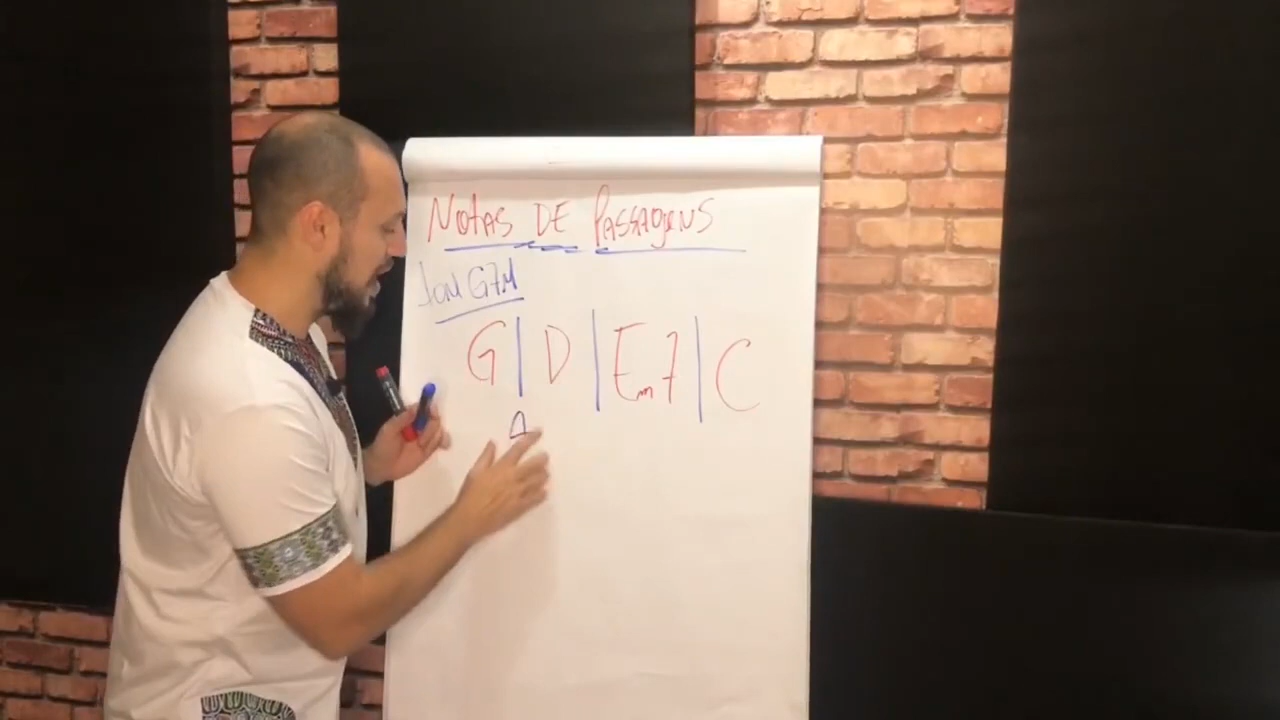 NOTAS DE PASSAGENS
TOM G7M
G | D | Em7 | C
A